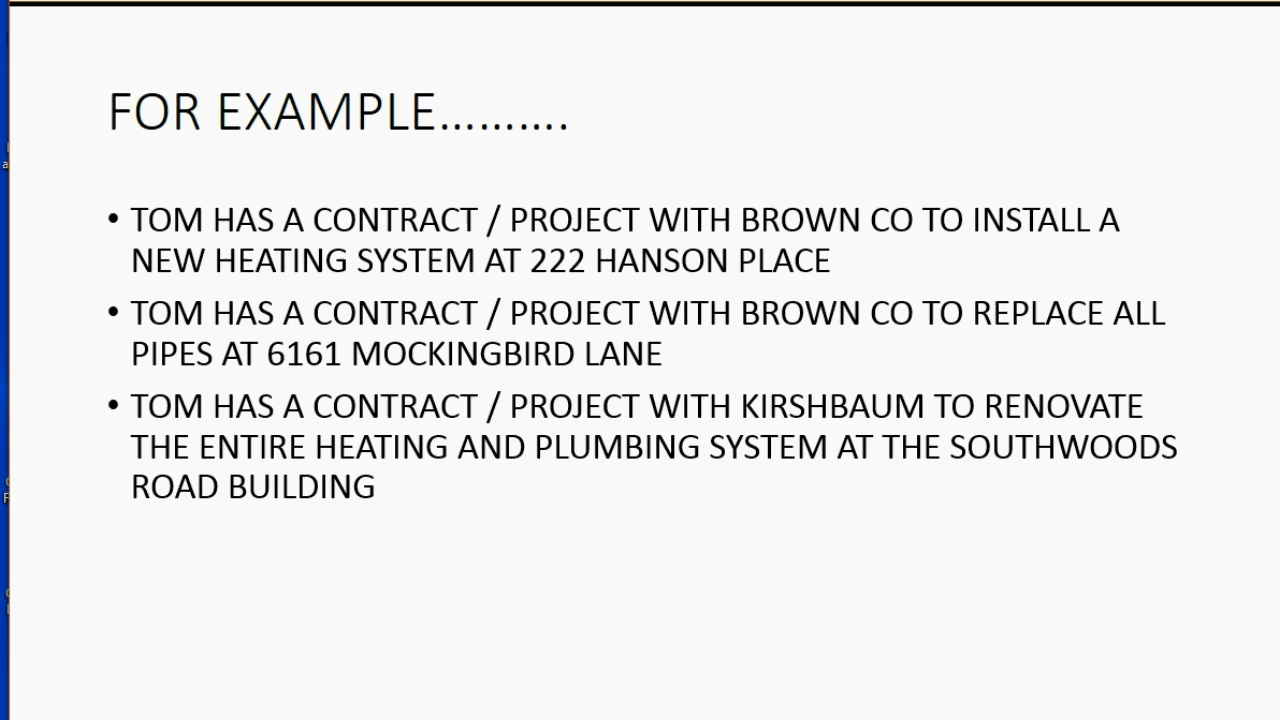 FOR EXAMPLE……….
• TOM HAS A CONTRACT / PROJECT WITH BROWN CO TO INSTALL A
NEW HEATING SYSTEM AT 222 HANSON PLACE
• TOM HAS A CONTRACT / PROJECT WITH BROWN CO TO REPLACE ALL
PIPES AT 6161 MOCKINGBIRD LANE
• TOM HAS A CONTRACT / PROJECT WITH KIRSHBAUM TO RENOVATE
THE ENTIRE HEATING AND PLUMBING SYSTEM AT THE SOUTHWOODS
ROAD BUILDING